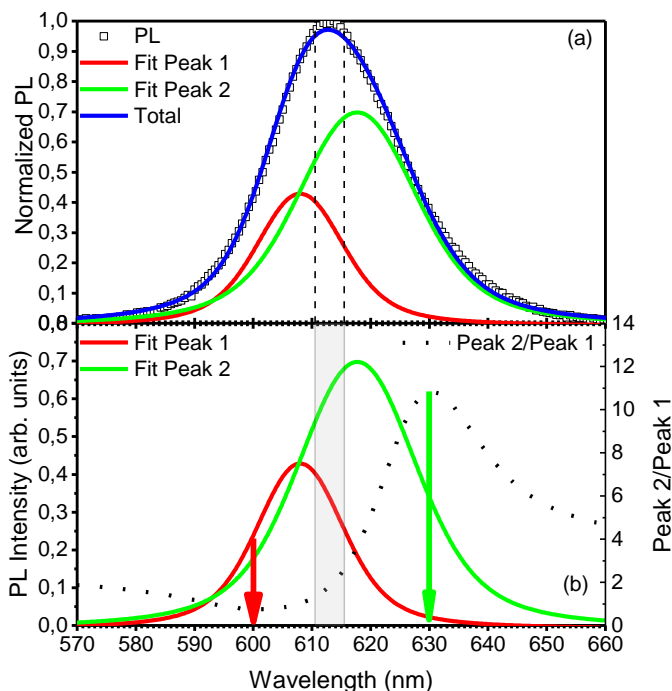 1,0
0,9
0,8
0,7
0,6
0,5
0,4
0,3
0,2
0,1
0,0
Normalized PL
PL
Fit Peak 1
Fit Peak 2
Total
(a)
0,8
0,7
0,6
0,5
0,4
0,3
0,2
0,1
0,0
PL Intensity (arb. units)
Fit Peak 1
Fit Peak 2
Peak 2/Peak 1
(b)
14
12
10
8
6
4
2
0
Peak 2/Peak 1
570 580 590 600 610 620 630 640 650 660
Wavelength (nm)